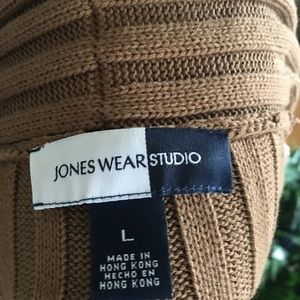 JONES WEAR STUDIO
L
MADE IN
HONG KONG
HECHO EN
HONG KONG